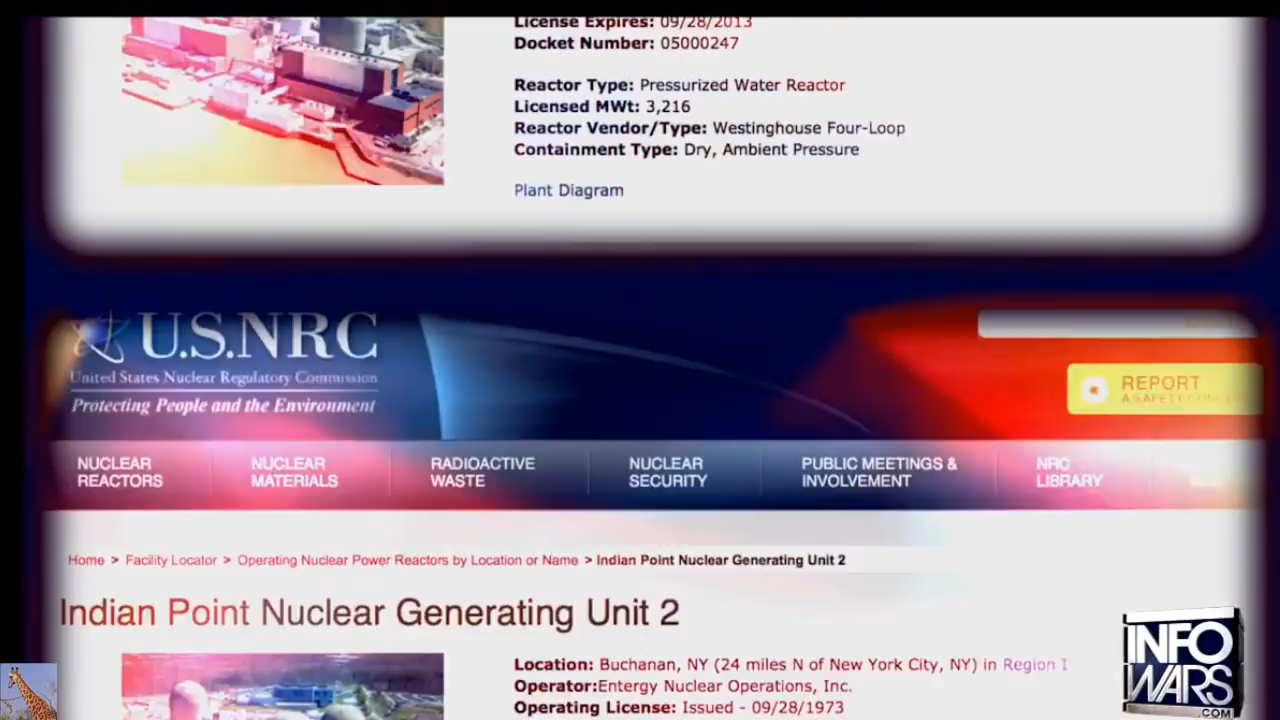 License Expires: 09/28/2013
Docket Number: 05000247
Reactor Type: Pressurized Water Reactor
Licensed MWt: 3,216
Reactor Vendor/Type: Westinghouse Four-Loop
Containment Type: Dry, Ambient Pressure
Plant Diagram
U.S.NRC
United States Nuclear Regulatory Commission
Protecting People and the Environment
REPORT
A SAFETY
NUCLEAR REACTORS
NUCLEAR MATERIALS
RADIOACTIVE WASTE
NUCLEAR SECURITY
PUBLIC MEETINGS & INVOLVEMENT
NRC LIBRARY
Home > Facility Locator > Operating Nuclear Power Reactors by Location or Name > Indian Point Nuclear Generating Unit 2
Indian Point Nuclear Generating Unit 2
Location: Buchanan, NY (24 miles N of New York City, NY) in Region I
Operator:Entergy Nuclear Operations, Inc.
Operating License: Issued - 09/28/1973
INFO
WARS
.COM